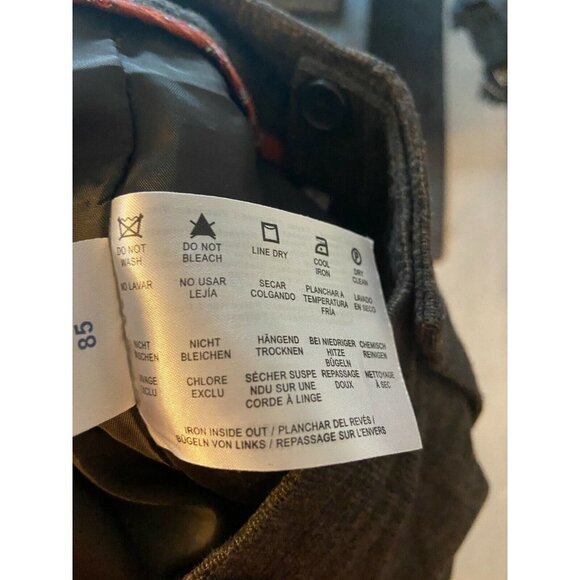 DO NOT WASH
DO NOT BLEACH
LINE DRY
COOL IRON
DRY CLEAN
NO LAVAR
NO USAR LEJÍA
SECAR COLGANDO
PLANCHAR A TEMPERATURA FRÍA
LAVADO EN SECO
NICHT
NICHT BLEICHEN
HÄNGEND TROCKNEN
BEI NIEDRIGER HITZE BÜGELN
CHEMISCH REINIGEN
CHLORE EXCLU
SÉCHER SUSPENDU SUR UNE CORDE À LINGE
REPASSAGE DOUX
NETTOYAGE À SEC
IRON INSIDE OUT / PLANCHAR DEL REVÉS /
BÜGELN VON LINKS / REPASSAGE SUR L'ENVERS
85